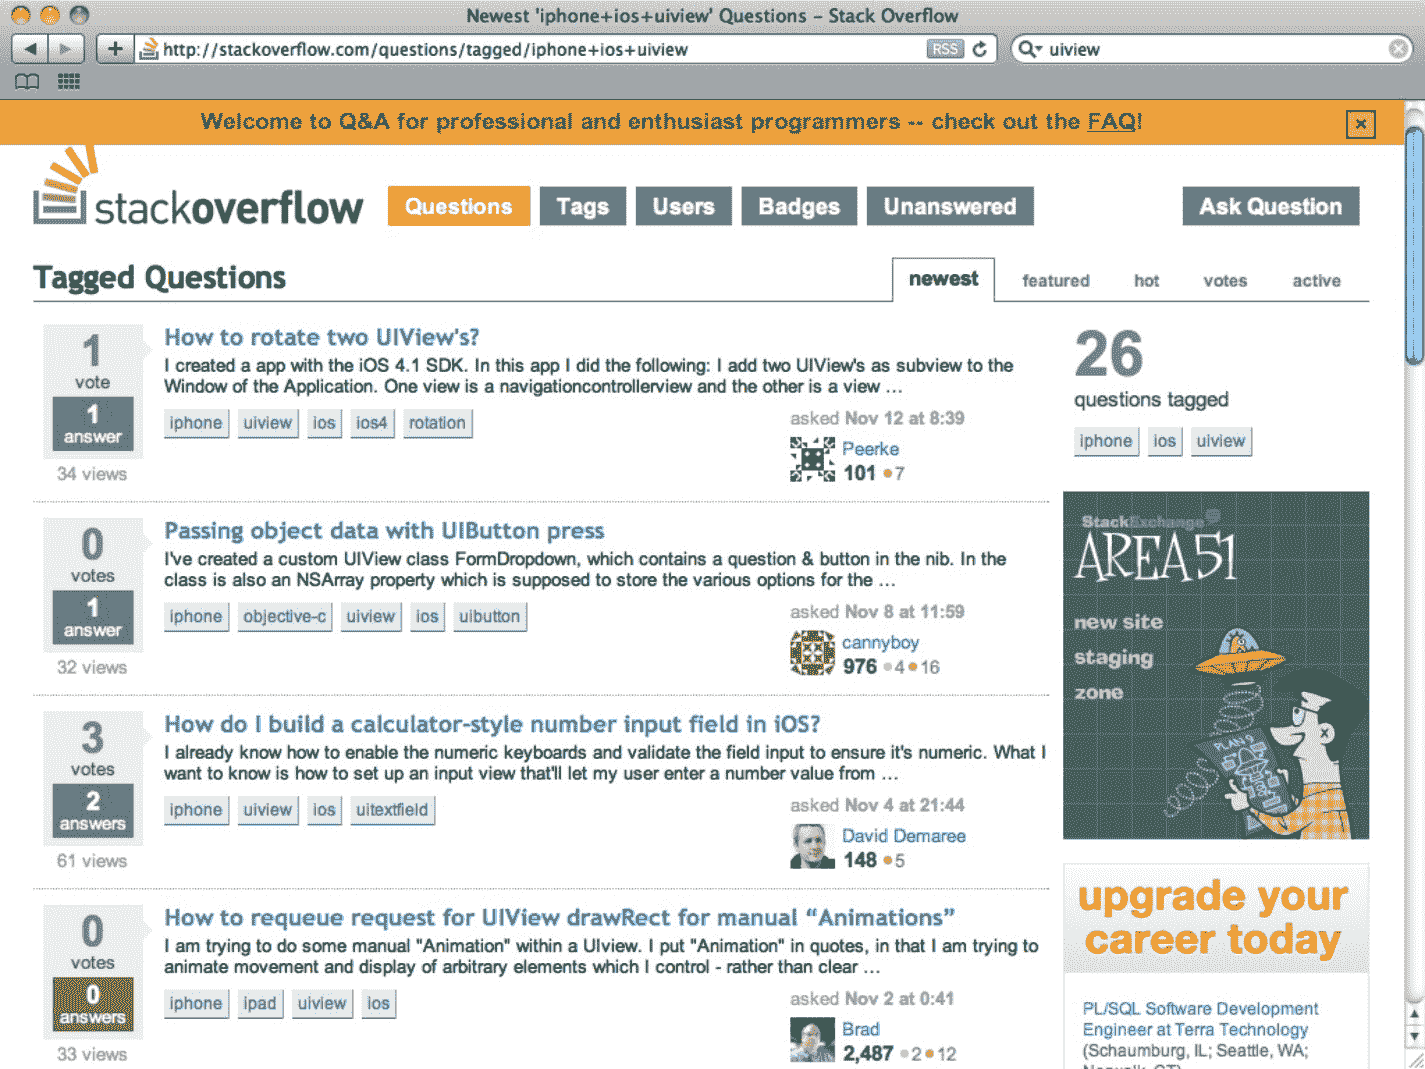 Newest 'iphone+ios+uiview' Questions – Stack Overflow
http://stackoverflow.com/questions/tagged/iphone+ios+uiview
RSS
uiview
Welcome to Q&A for professional and enthusiast programmers -- check out the FAQ!
stackoverflow
Questions
Tags
Users
Badges
Unanswered
Ask Question
Tagged Questions
newest
featured
hot
votes
active
1
vote
1
answer
34 views
How to rotate two UIView's?
I created a app with the iOS 4.1 SDK. In this app I did the following: I add two UIView's as subview to the
Window of the Application. One view is a navigationcontrollerview and the other is a view ...
iphone uiview ios ios4 rotation
asked Nov 12 at 8:39
Peerke
101 7
0
votes
1
answer
32 views
Passing object data with UIButton press
I've created a custom UIView class FormDropdown, which contains a question & button in the nib. In the
class is also an NSArray property which is supposed to store the various options for the ...
iphone objective-c uiview ios uibutton
asked Nov 8 at 11:59
cannyboy
976 4 16
3
votes
2
answers
61 views
How do I build a calculator-style number input field in iOS?
I already know how to enable the numeric keyboards and validate the field input to ensure it's numeric. What I
want to know is how to set up an input view that'll let my user enter a number value from ...
iphone uiview ios uitextfield
asked Nov 4 at 21:44
David Demaree
148 5
0
votes
0
answers
33 views
How to requeue request for UIView drawRect for manual “Animations”
I am trying to do some manual "Animation" within a UIview. I put "Animation" in quotes, in that I am trying to
animate movement and display of arbitrary elements which I control - rather than clear ...
iphone ipad uiview ios
asked Nov 2 at 0:41
Brad
2,487 2 12
26
questions tagged
iphone ios uiview
StackExchange
AREA51
new site
staging
zone
PLAN 9
upgrade your
career today
PL/SQL Software Development
Engineer at Terra Technology
(Schaumburg, IL; Seattle, WA;